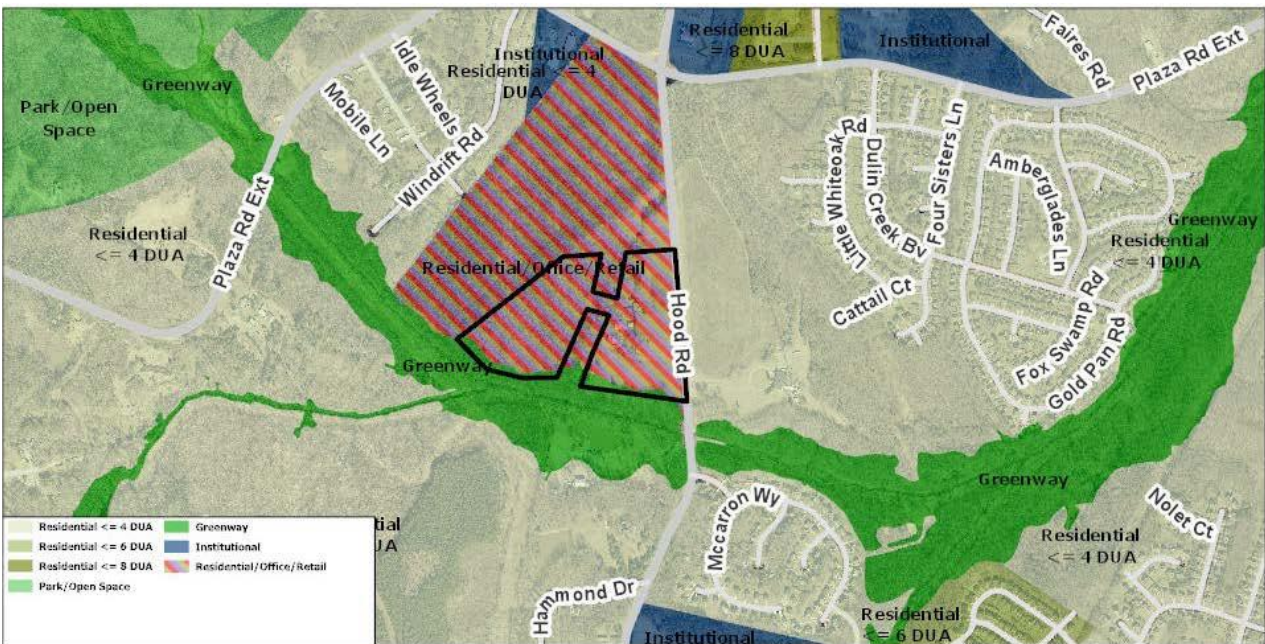 Greenway
Park/Open
Space
Idle Wheels
Mobile Ln
Windrift Rd
Institutional
Residential <= 4
DUA
Residential
<= 8 DUA
Institutional
Faires Rd
Plaza Rd Ext
Plaza Rd Ext
Residential
<= 4 DUA
Little Whiteoak Rd
Dulin Creek Bv
Four Sisters Ln
Amberglades Ln
Greenway
Residential
<= 4 DUA
Residential/Office/Retail
Hood Rd
Cattail Ct
Fox Swamp Rd
Gold Pan Rd
Greenway
Greenway
Mccarron Wy
Nolet Ct
Residential
<= 4 DUA
Hammond Dr
Institutional
Residential
<= 6 DUA
tial
UA
Residential <= 4 DUA
Residential <= 6 DUA
Residential <= 8 DUA
Park/Open Space
Greenway
Institutional
Residential/Office/Retail